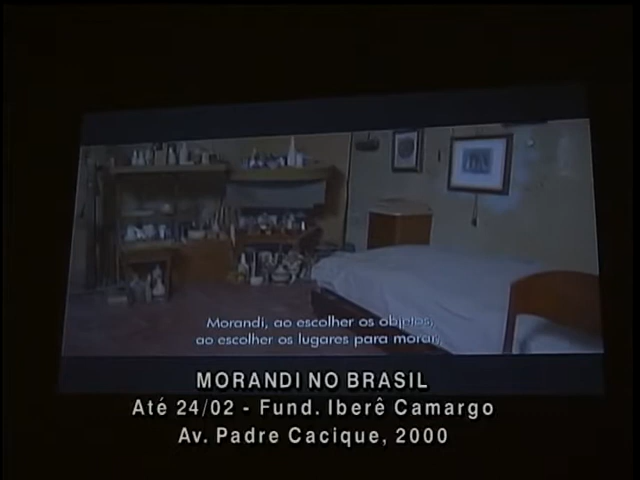 Morandi, ao escolher os objetos,
ao escolher os lugares para morar,
MORANDI NO BRASIL
Até 24/02 - Fund. Iberê Camargo
Av. Padre Cacique, 2000